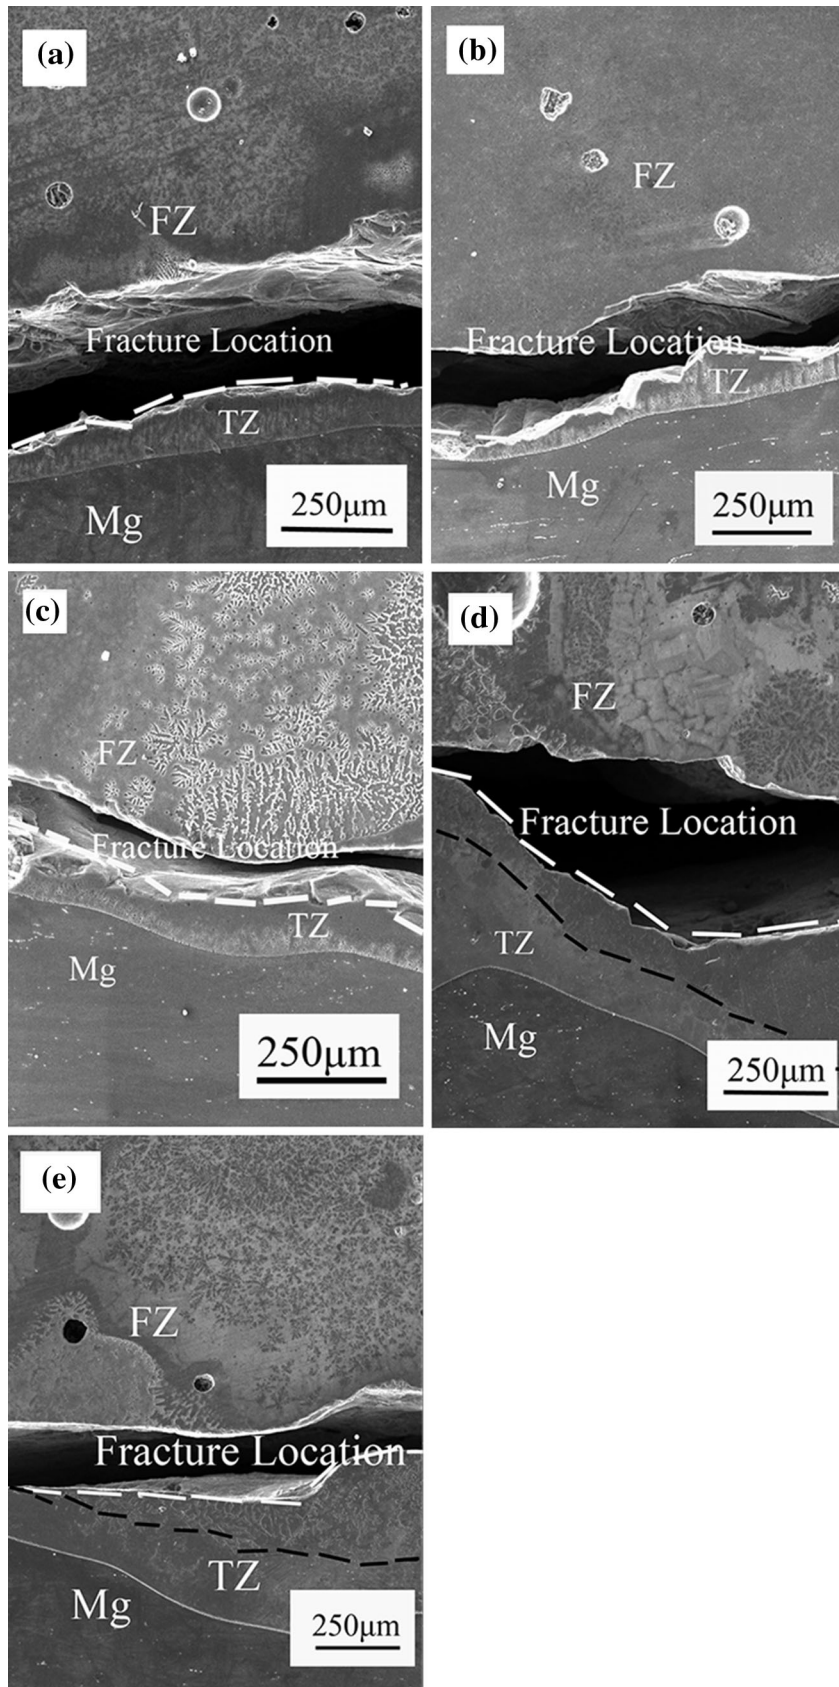 (a)
FZ
Fracture Location
TZ
Mg
250μm
(b)
FZ
Fracture Location
TZ
Mg
250μm
(c)
FZ
Fracture Location
TZ
Mg
250μm
(d)
FZ
Fracture Location
TZ
Mg
250μm
(e)
FZ
Fracture Location
TZ
Mg
250μm